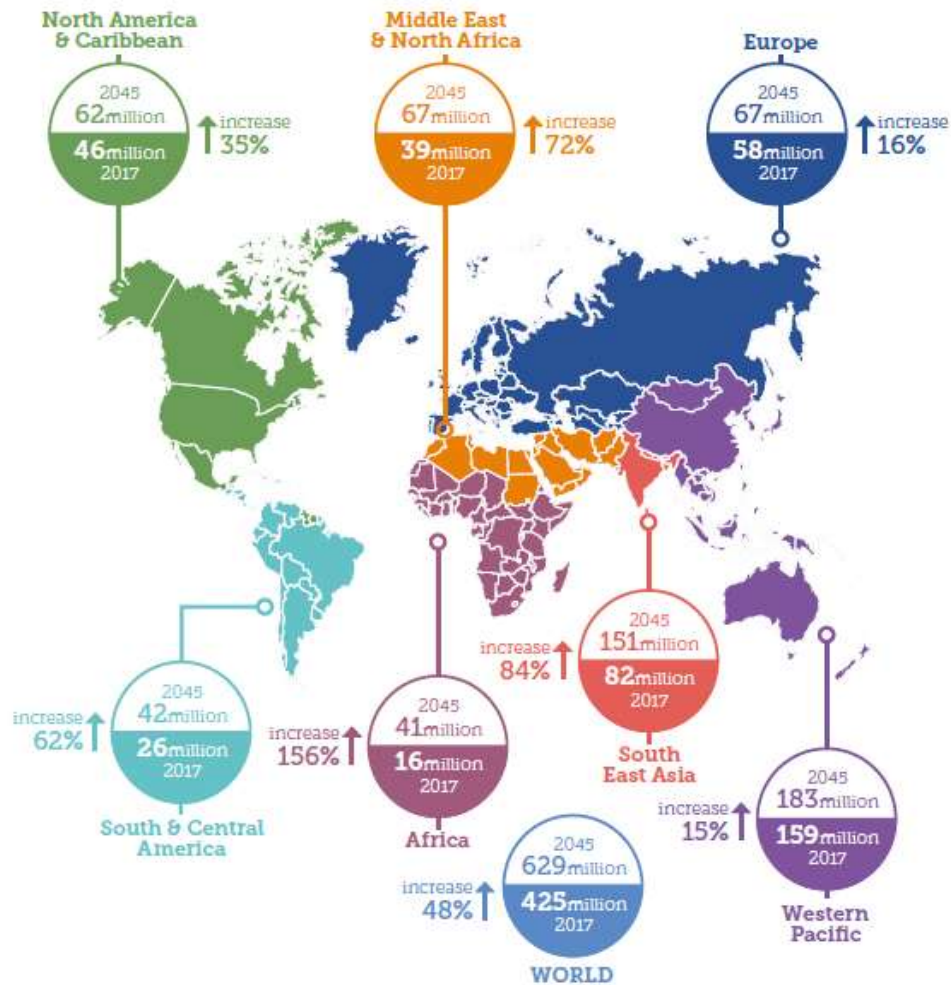 North America
& Caribbean
2045
62million
46million
2017
increase
35%
Middle East
& North Africa
2045
67million
39million
2017
increase
72%
Europe
2045
67million
58million
2017
increase
16%
2045
42million
26million
2017
increase
62%
South & Central
America
2045
41million
16million
2017
increase
156%
Africa
2045
151million
82million
2017
increase
84%
South
East Asia
2045
183million
159million
2017
increase
15%
Western
Pacific
2045
629million
425million
2017
increase
48%
WORLD